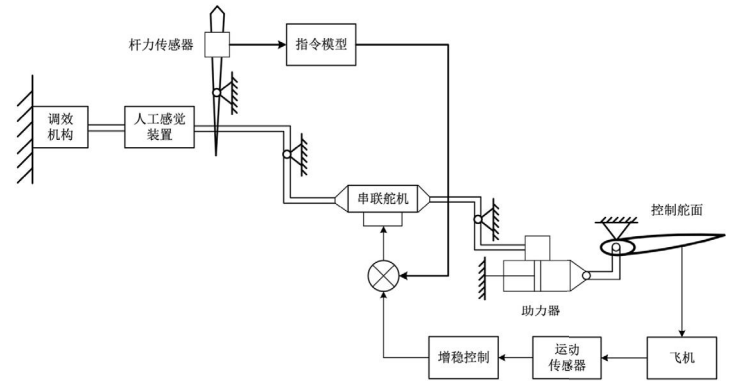 杆力传感器
指令模型
调效
机构
人工感觉
装置
串联舵机
控制舵面
助力器
增稳控制
运动
传感器
飞机